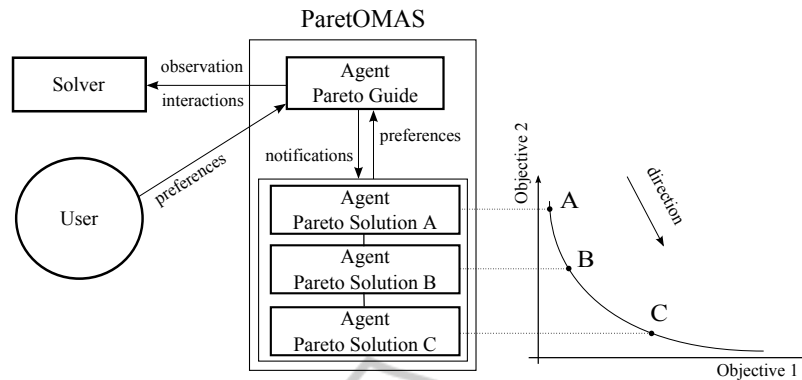 ParetOMAS
Solver
observation
interactions
Agent
Pareto Guide
preferences
notifications
preferences
User
Agent
Pareto Solution A
Agent
Pareto Solution B
Agent
Pareto Solution C
Objective 2
direction
A
B
C
Objective 1